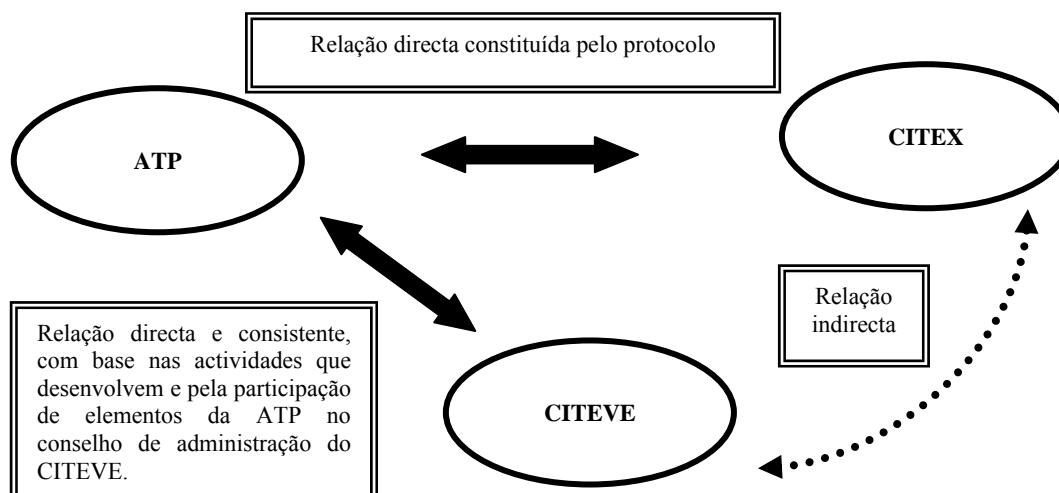 Relação directa constituída pelo protocolo
ATP
CITEX
Relação
indirecta
Relação directa e consistente,
com base nas actividades que
desenvolvem e pela participação
de elementos da ATP no
conselho de administração do
CITEVE.
CITEVE